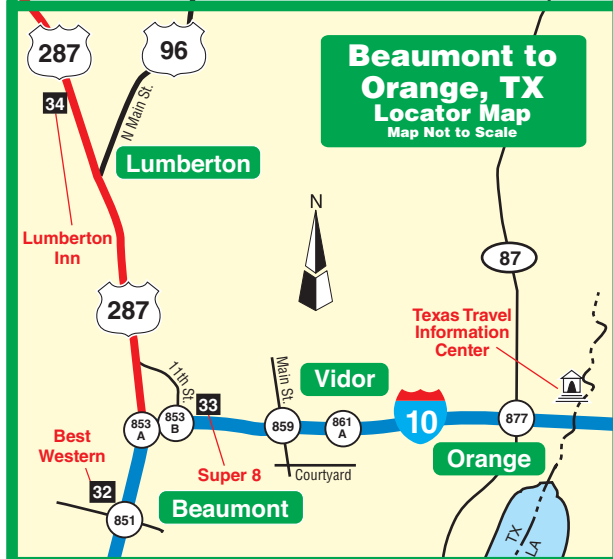 287
96
Beaumont to
Orange, TX
Locator Map
Map Not to Scale
34
N Main St.
Lumberton
Lumberton
Inn
N
87
287
Texas Travel
Information
Center
11th St.
Main St.
Vidor
33
853
A
853
B
859
861
A
10
877
Best
Western
Super 8
Courtyard
Orange
32
Beaumont
851
TX
LA